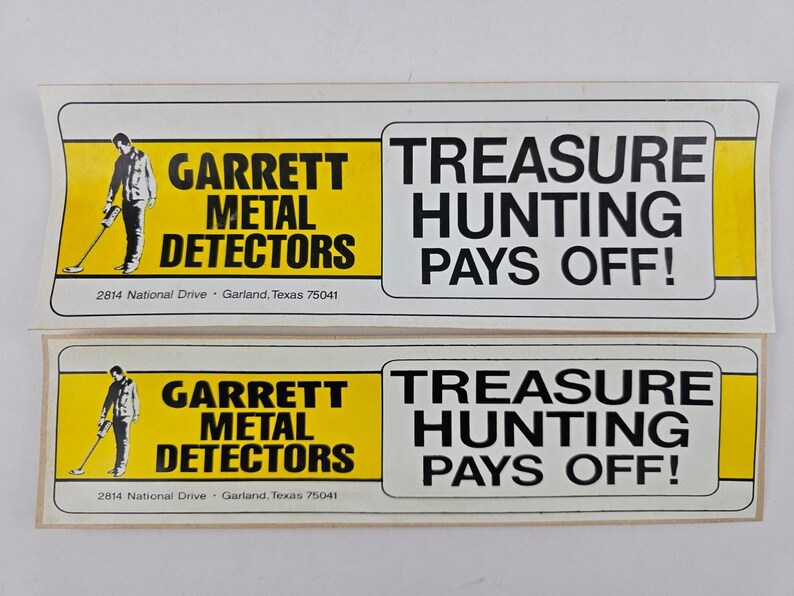 GARRETT
METAL
DETECTORS
2814 National Drive · Garland, Texas 75041
TREASURE
HUNTING
PAYS OFF!
GARRETT
METAL
DETECTORS
2814 National Drive · Garland, Texas 75041
TREASURE
HUNTING
PAYS OFF!